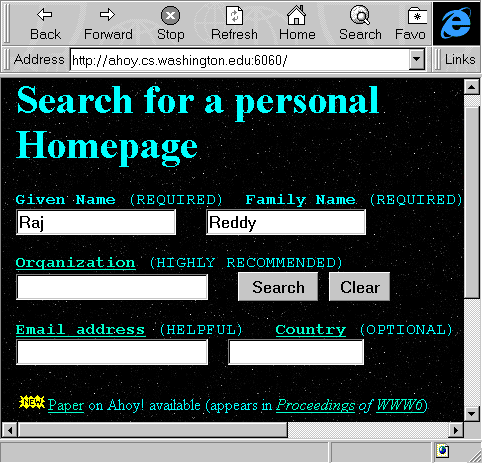 Back Forward Stop Refresh Home Search Favo
Address http://ahoy.cs.washington.edu:6060/ Links
Search for a personal
Homepage
Given Name (REQUIRED) Family Name (REQUIRED)
Raj Reddy
Organization (HIGHLY RECOMMENDED)
Search Clear
Email address (HELPFUL) Country (OPTIONAL)
NEW Paper on Ahoy! available (appears in Proceedings of WWW6)